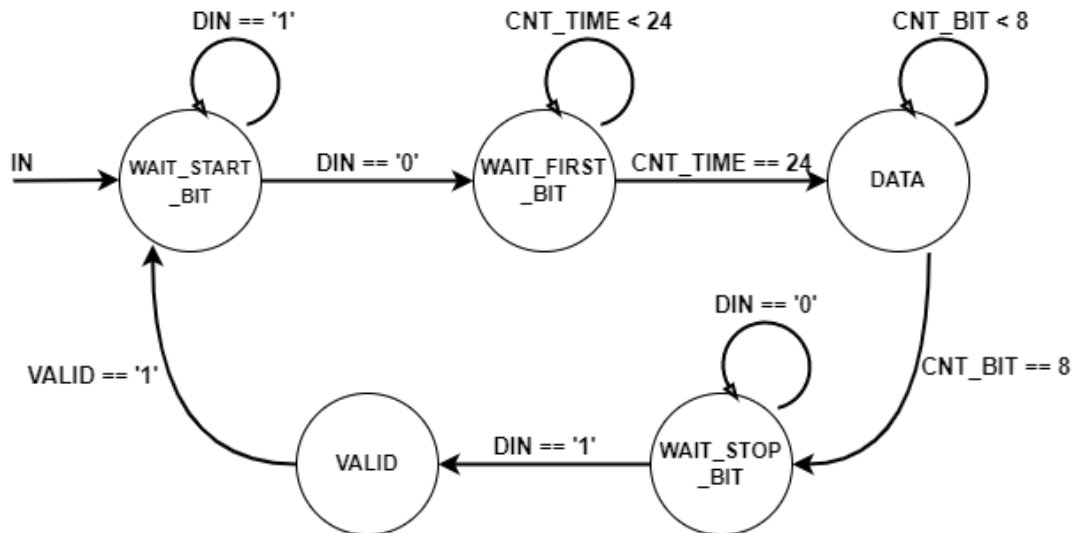 DIN == '1'
CNT_TIME < 24
CNT_BIT < 8
IN
WAIT_START
_BIT
DIN == '0'
WAIT_FIRST
_BIT
CNT_TIME == 24
DATA
DIN == '0'
VALID == '1'
CNT_BIT == 8
VALID
DIN == '1'
WAIT_STOP
_BIT